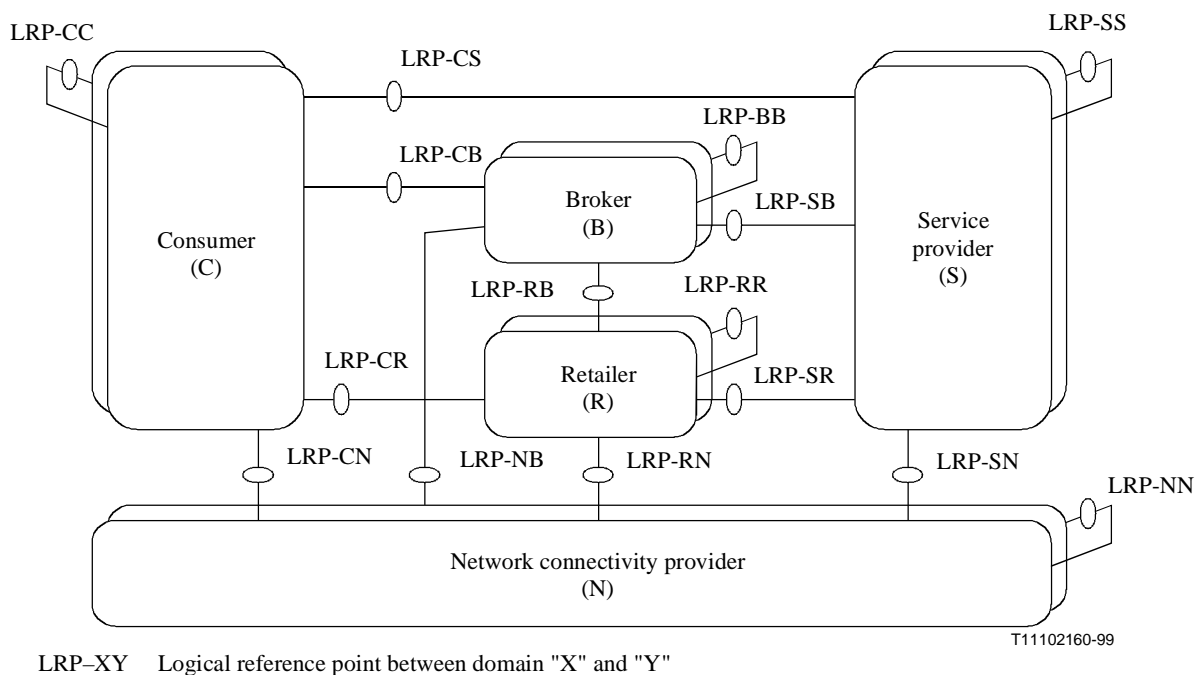 LRP-CC
LRP-SS
LRP-CS
LRP-BB
LRP-CB
Broker
(B)
LRP-SB
Consumer
(C)
Service
provider
(S)
LRP-RB
LRP-RR
LRP-CR
Retailer
(R)
LRP-SR
LRP-CN
LRP-NB
LRP-RN
LRP-SN
LRP-NN
Network connectivity provider
(N)
T11102160-99
LRP–XY Logical reference point between domain "X" and "Y"